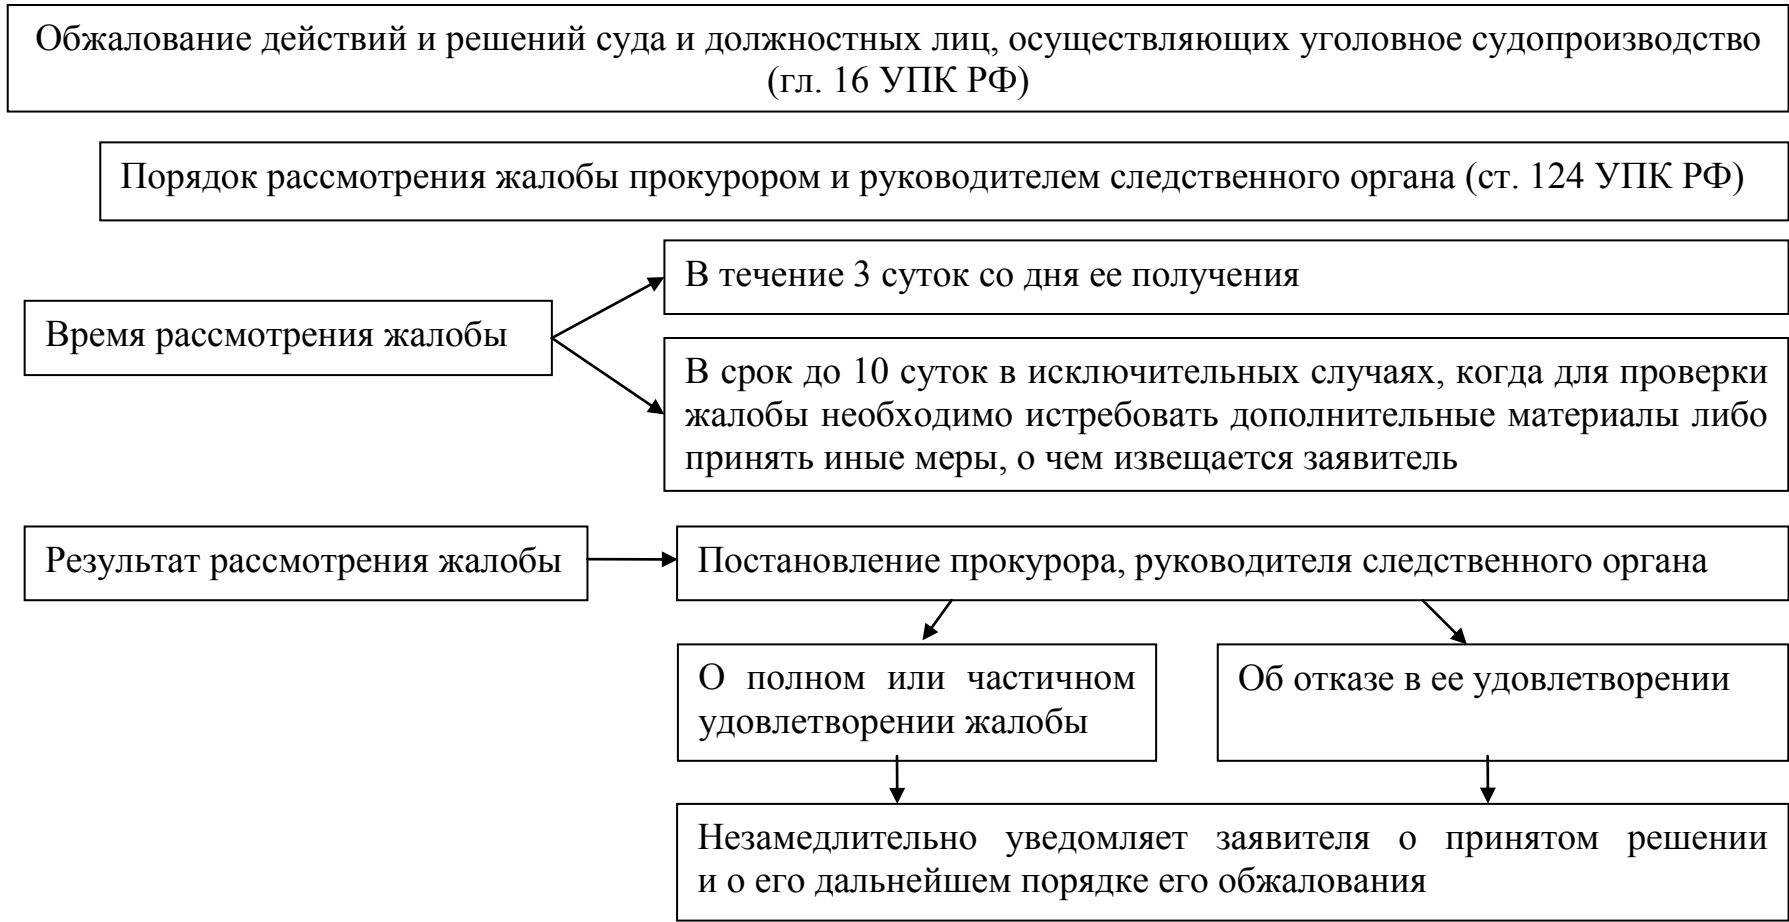 Обжалование действий и решений суда и должностных лиц, осуществляющих уголовное судопроизводство
(гл. 16 УПК РФ)
Порядок рассмотрения жалобы прокурором и руководителем следственного органа (ст. 124 УПК РФ)
В течение 3 суток со дня ее получения
Время рассмотрения жалобы
В срок до 10 суток в исключительных случаях, когда для проверки
жалобы необходимо истребовать дополнительные материалы либо
принять иные меры, о чем извещается заявитель
Результат рассмотрения жалобы
Постановление прокурора, руководителя следственного органа
О полном или частичном
удовлетворении жалобы
Об отказе в ее удовлетворении
Незамедлительно уведомляет заявителя о принятом решении
и о его дальнейшем порядке его обжалования